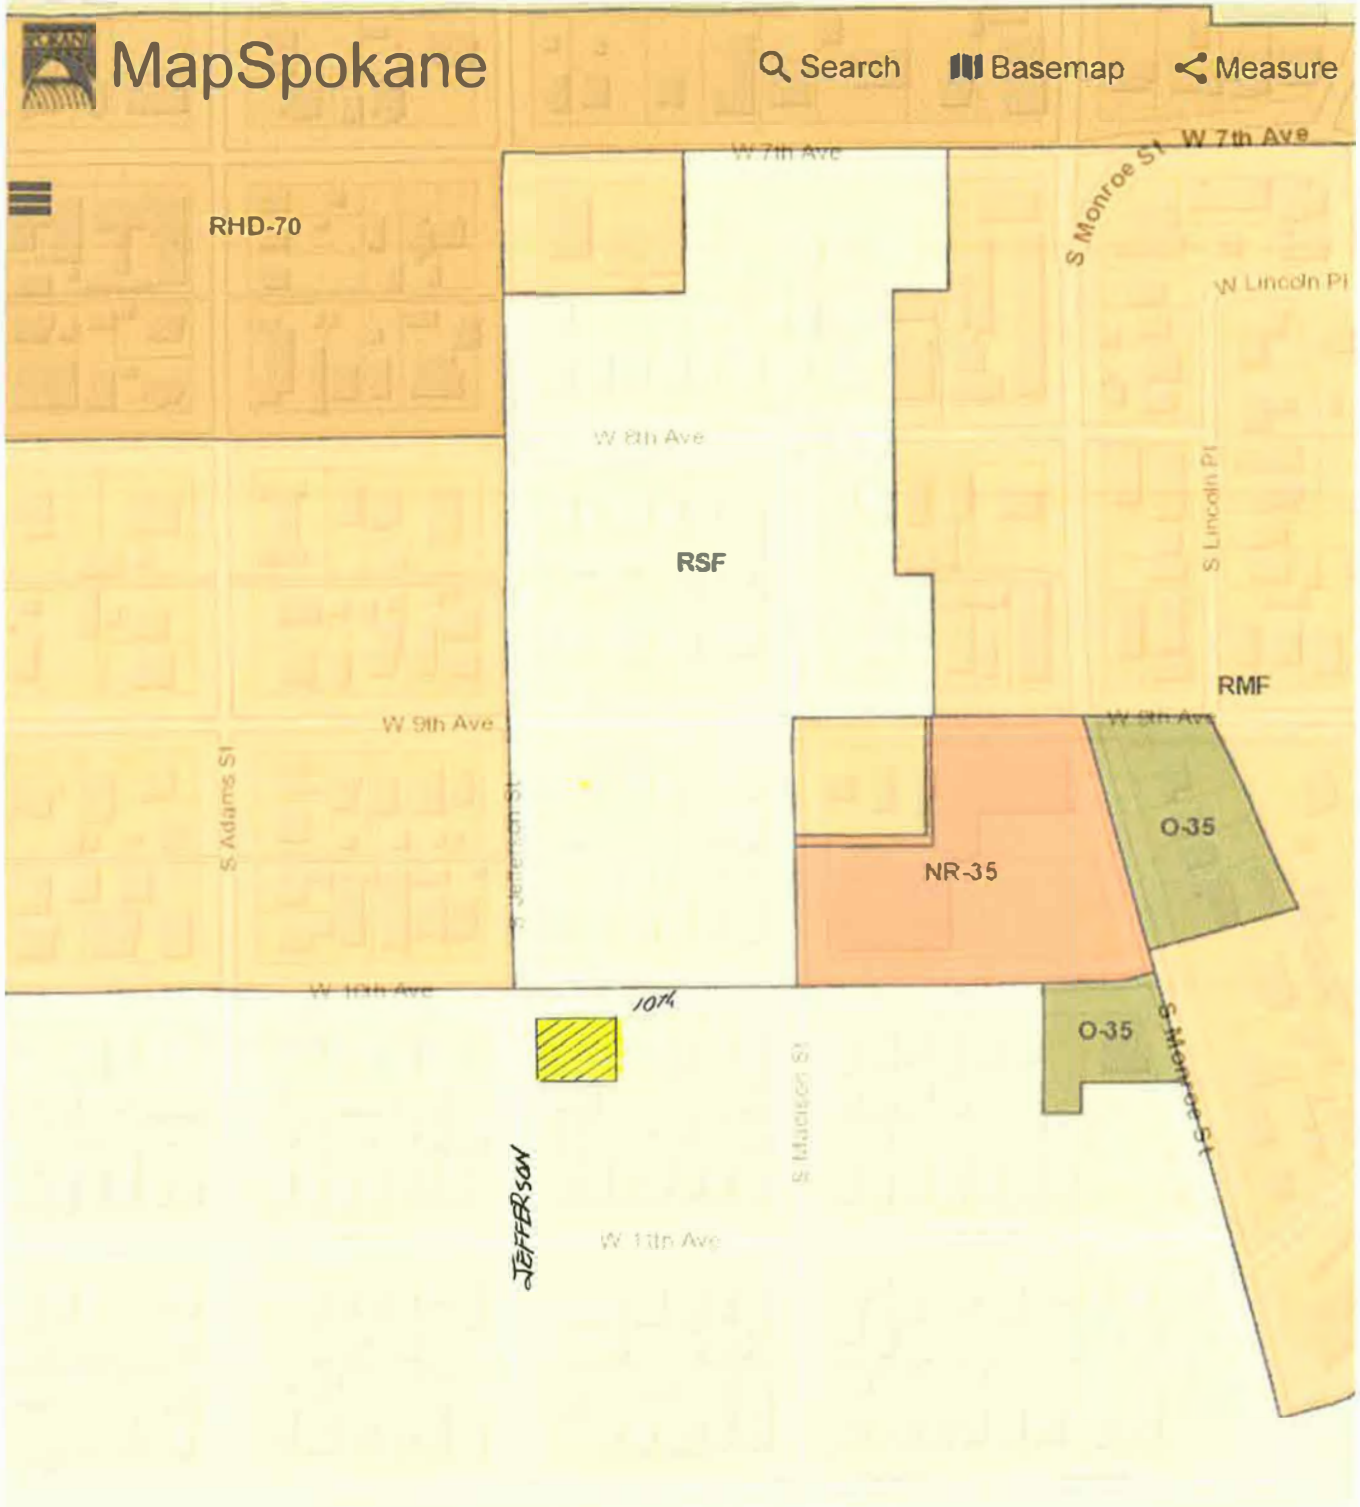 SPOKANE
MapSpokane
Search
Basemap
Measure
W 7th Ave
W 7th Ave
S Monroe St
RHD-70
W Lincoln Pl
W 8th Ave
S Lincoln Pl
RSF
RMF
W 9th Ave
W 9th Ave
S Adams St
S Jefferson St
O-35
NR-35
W 10th Ave
10th
O-35
S Monroe St
S Madison St
JEFFERSON
W 11th Ave